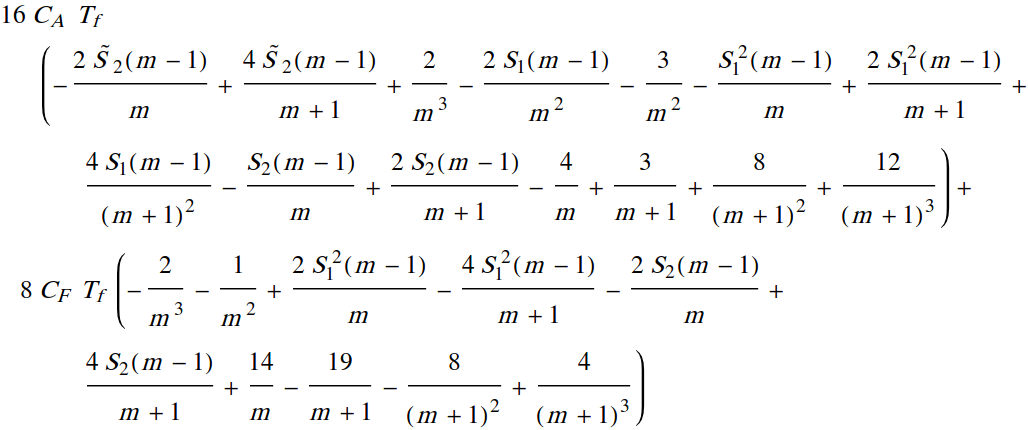 16 C_A T_f
( − 2 S̃_2(m − 1) / m + 4 S̃_2(m − 1) / (m + 1) + 2 / m^3 − 2 S_1(m − 1) / m^2 − 3 / m^2 − S_1^2(m − 1) / m + 2 S_1^2(m − 1) / (m + 1) +
4 S_1(m − 1) / (m + 1)^2 − S_2(m − 1) / m + 2 S_2(m − 1) / (m + 1) − 4 / m + 3 / (m + 1) + 8 / (m + 1)^2 + 12 / (m + 1)^3 ) +
8 C_F T_f ( − 2 / m^3 − 1 / m^2 + 2 S_1^2(m − 1) / m − 4 S_1^2(m − 1) / (m + 1) − 2 S_2(m − 1) / m +
4 S_2(m − 1) / (m + 1) + 14 / m − 19 / (m + 1) − 8 / (m + 1)^2 + 4 / (m + 1)^3 )